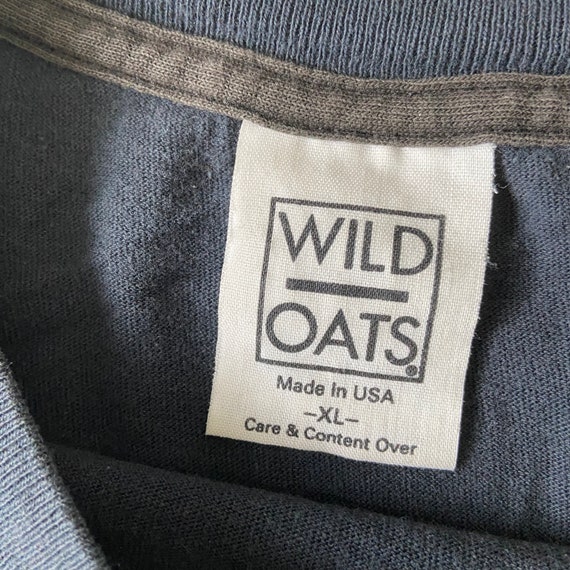 WILD
OATS®
Made In USA
-XL-
Care & Content Over